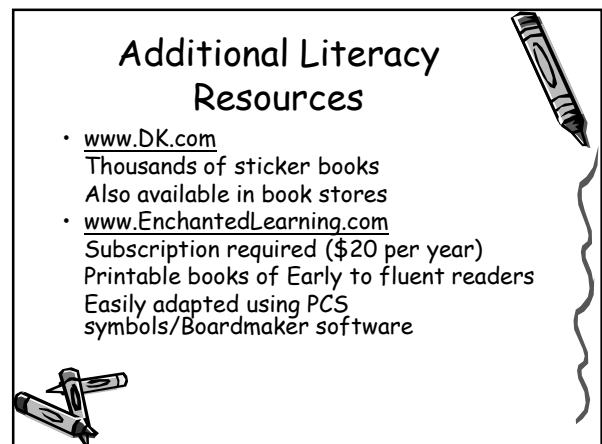 Additional Literacy
Resources
• www.DK.com
Thousands of sticker books
Also available in book stores
• www.EnchantedLearning.com
Subscription required ($20 per year)
Printable books of Early to fluent readers
Easily adapted using PCS
symbols/Boardmaker software